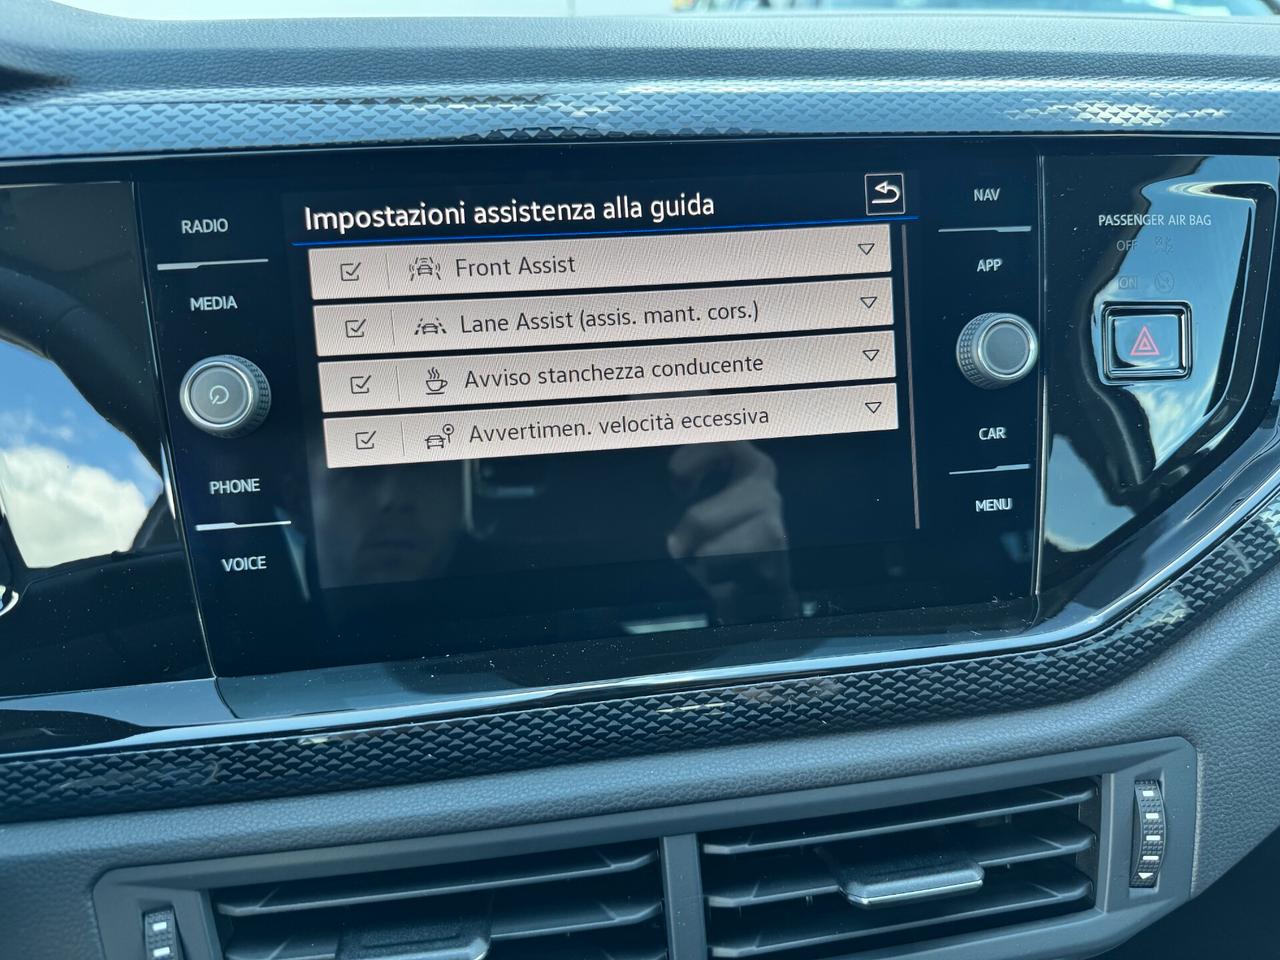 Impostazioni assistenza alla guida
Front Assist
Lane Assist (assis. mant. cors.)
Avviso stanchezza conducente
Avvertimen. velocità eccessiva
RADIO
MEDIA
PHONE
VOICE
NAV
APP
CAR
MENU
PASSENGER AIR BAG
OFF
ON